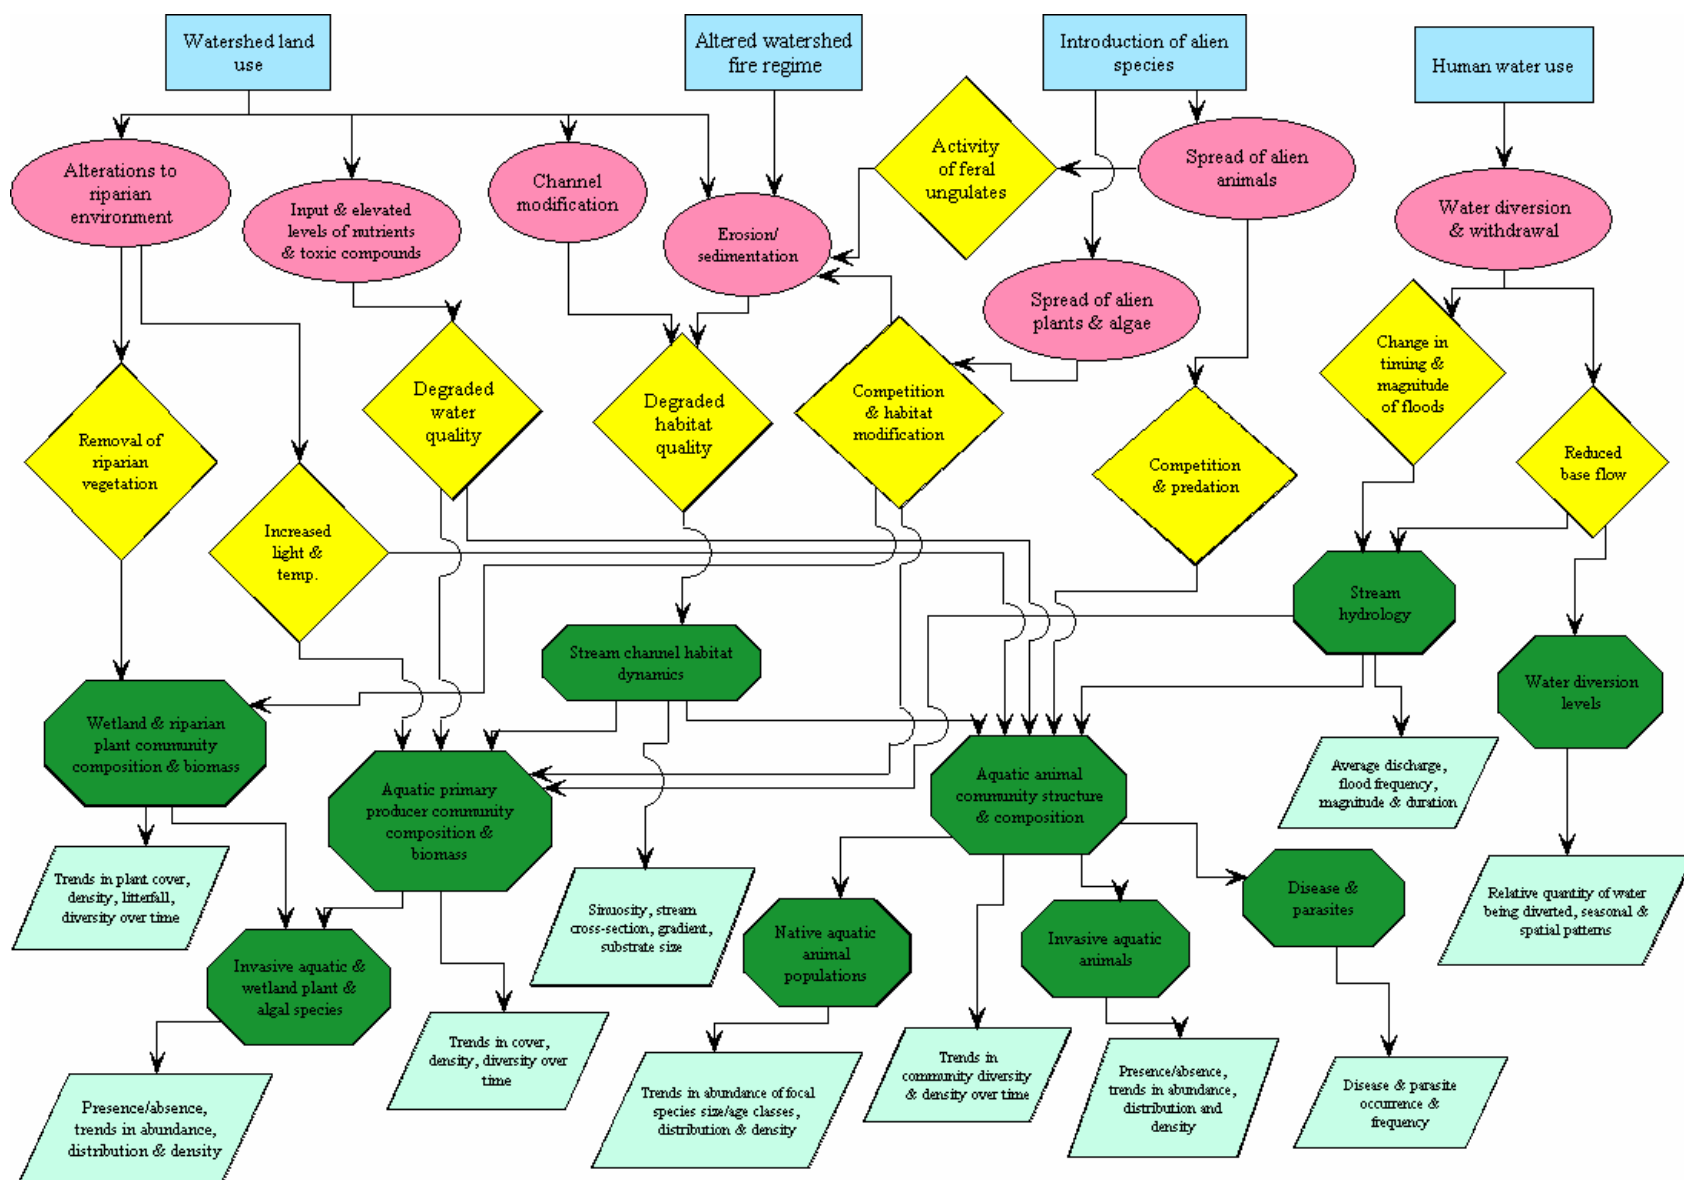 Watershed land
use
Altered watershed
fire regime
Introduction of alien
species
Human water use
Alterations to
riparian
environment
Input & elevated
levels of nutrients
& toxic compounds
Channel
modification
Erosion/
sedimentation
Activity
of feral
ungulates
Spread of alien
animals
Spread of alien
plants & algae
Water diversion
& withdrawal
Removal of
riparian
vegetation
Increased
light &
temp.
Degraded
water
quality
Degraded
habitat
quality
Competition
& habitat
modification
Competition
& predation
Change in
timing &
magnitude
of floods
Reduced
base flow
Stream
hydrology
Stream channel habitat
dynamics
Water diversion
levels
Wetland & riparian
plant community
composition & biomass
Aquatic primary
producer community
composition &
biomass
Aquatic animal
community structure
& composition
Average discharge,
flood frequency,
magnitude & duration
Trends in plant cover,
density, litterfall,
diversity over time
Sinuosity, stream
cross-section, gradient,
substrate size
Disease &
parasites
Relative quantity of water
being diverted, seasonal &
spatial patterns
Invasive aquatic &
wetland plant &
algal species
Native aquatic
animal
populations
Invasive aquatic
animals
Trends in cover,
density, diversity over
time
Presence/absence,
trends in abundance,
distribution & density
Trends in abundance of focal
species size/age classes,
distribution & density
Trends in
community diversity
& density over time
Presence/absence,
trends in abundance,
distribution and
density
Disease & parasite
occurrence &
frequency